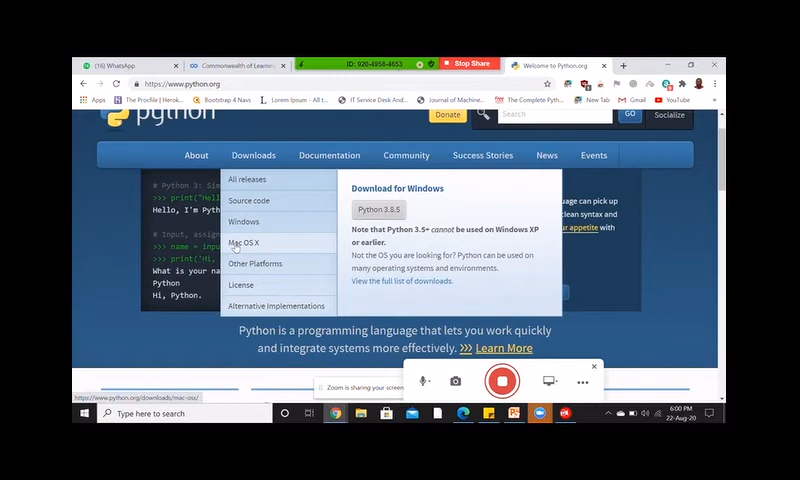 (16) WhatsApp
Commonwealth of Learning
ID: 920-4958-4653
Stop Share
Welcome to Python.org
https://www.python.org
Apps
The Procfile | Herok...
Bootstrap 4 Navs
Lorem Ipsum - All t...
IT Service Desk And...
Journal of Machine...
The Complete Pyth...
New Tab
Gmail
YouTube
python
Donate
Search
GO
Socialize
About
Downloads
Documentation
Community
Success Stories
News
Events
# Python 3: Si
>>> print("Hell
Hello, I'm Pyth
# Input, assign
>>> name = inpu
>>> print('Hi,
What is your na
Python
Hi, Python.
All releases
Source code
Windows
Mac OS X
Other Platforms
License
Alternative Implementations
Download for Windows
Python 3.8.5
Note that Python 3.5+ cannot be used on Windows XP
or earlier.
Not the OS you are looking for? Python can be used on
many operating systems and environments.
View the full list of downloads.
can pick up
clean syntax and
appetite with
Python is a programming language that lets you work quickly
and integrate systems more effectively. >>> Learn More
Zoom is sharing your screen
https://www.python.org/downloads/mac-osx/
Type here to search
6:00 PM
22-Aug-20